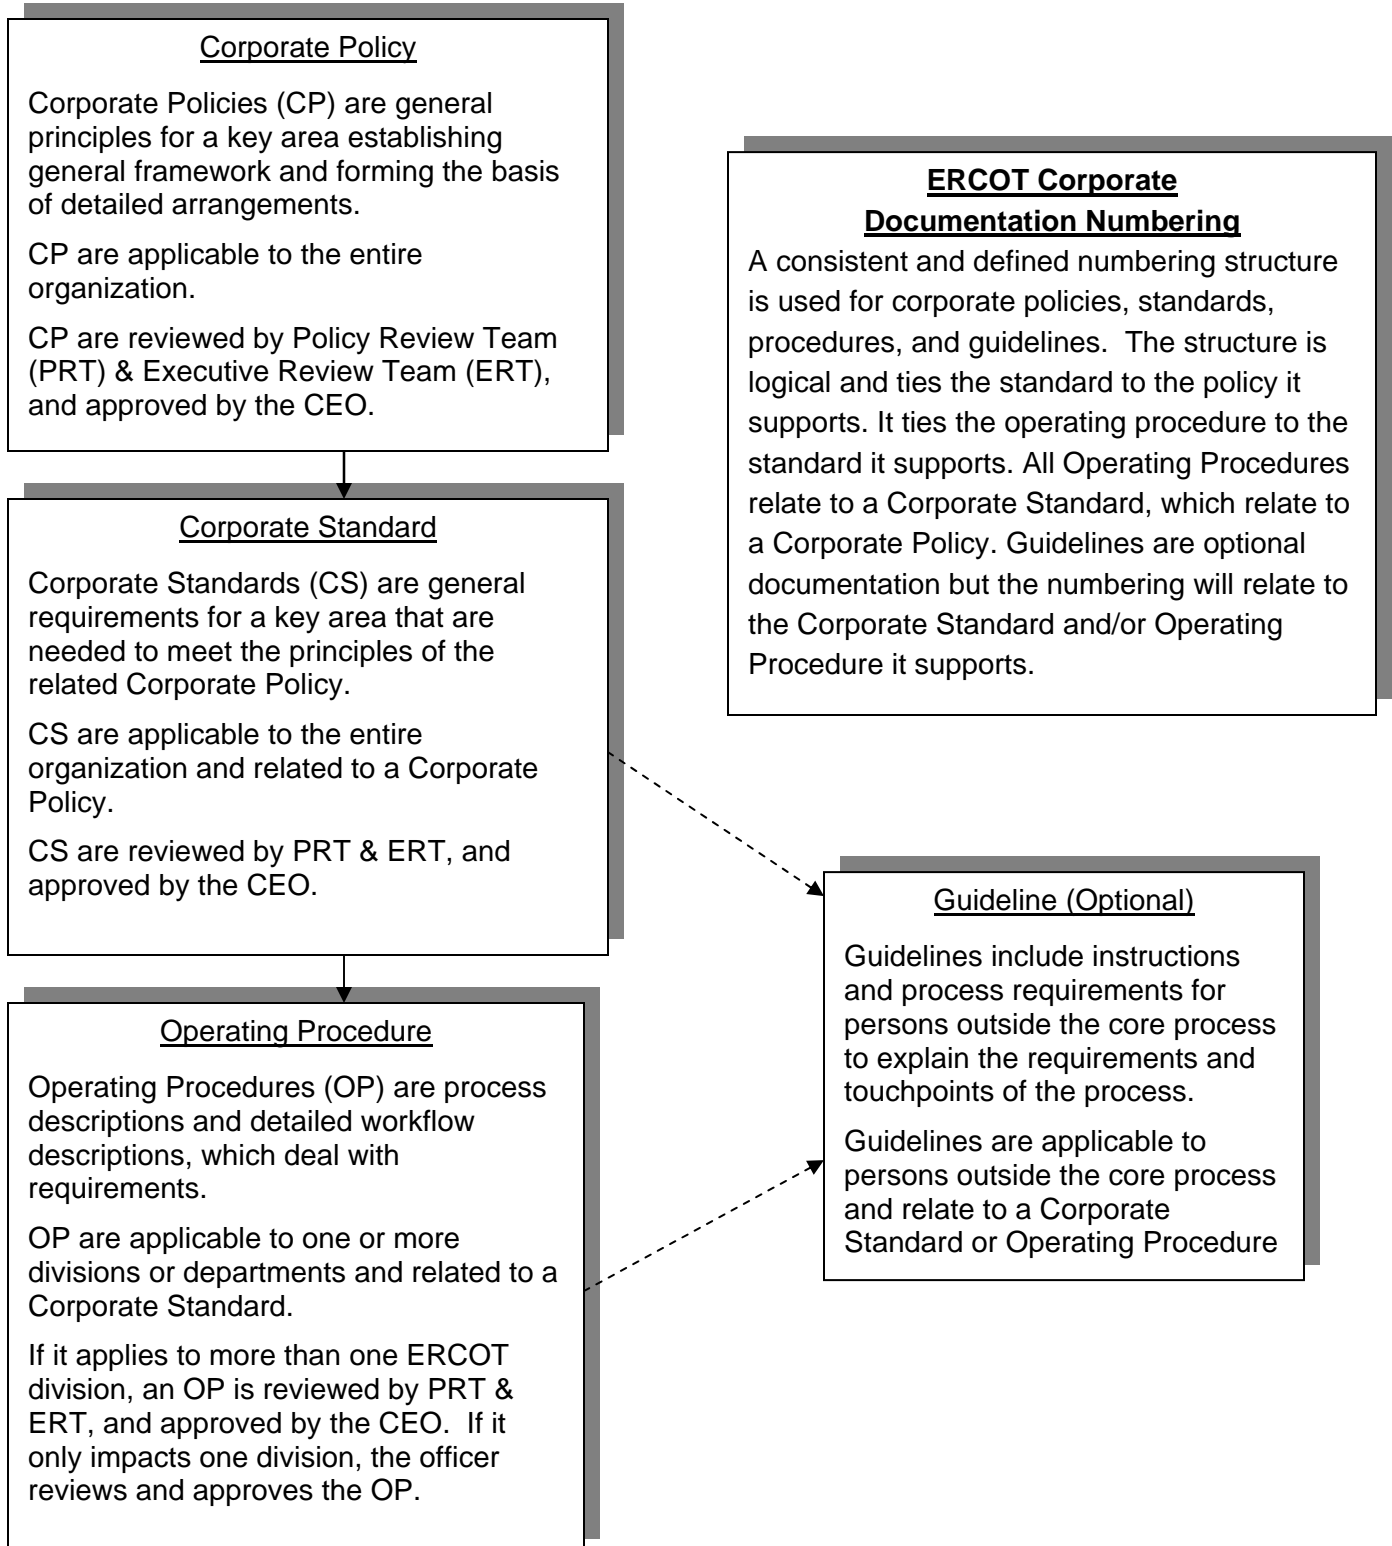 Corporate Policy
Corporate Policies (CP) are general
principles for a key area establishing
general framework and forming the basis
of detailed arrangements.
CP are applicable to the entire
organization.
CP are reviewed by Policy Review Team
(PRT) & Executive Review Team (ERT),
and approved by the CEO.
ERCOT Corporate
Documentation Numbering
A consistent and defined numbering structure
is used for corporate policies, standards,
procedures, and guidelines.  The structure is
logical and ties the standard to the policy it
supports. It ties the operating procedure to the
standard it supports. All Operating Procedures
relate to a Corporate Standard, which relate to
a Corporate Policy. Guidelines are optional
documentation but the numbering will relate to
the Corporate Standard and/or Operating
Procedure it supports.
Corporate Standard
Corporate Standards (CS) are general
requirements for a key area that are
needed to meet the principles of the
related Corporate Policy.
CS are applicable to the entire
organization and related to a Corporate
Policy.
CS are reviewed by PRT & ERT, and
approved by the CEO.
Guideline (Optional)
Guidelines include instructions
and process requirements for
persons outside the core process
to explain the requirements and
touchpoints of the process.
Guidelines are applicable to
persons outside the core process
and relate to a Corporate
Standard or Operating Procedure
Operating Procedure
Operating Procedures (OP) are process
descriptions and detailed workflow
descriptions, which deal with
requirements.
OP are applicable to one or more
divisions or departments and related to a
Corporate Standard.
If it applies to more than one ERCOT
division, an OP is reviewed by PRT &
ERT, and approved by the CEO.  If it
only impacts one division, the officer
reviews and approves the OP.